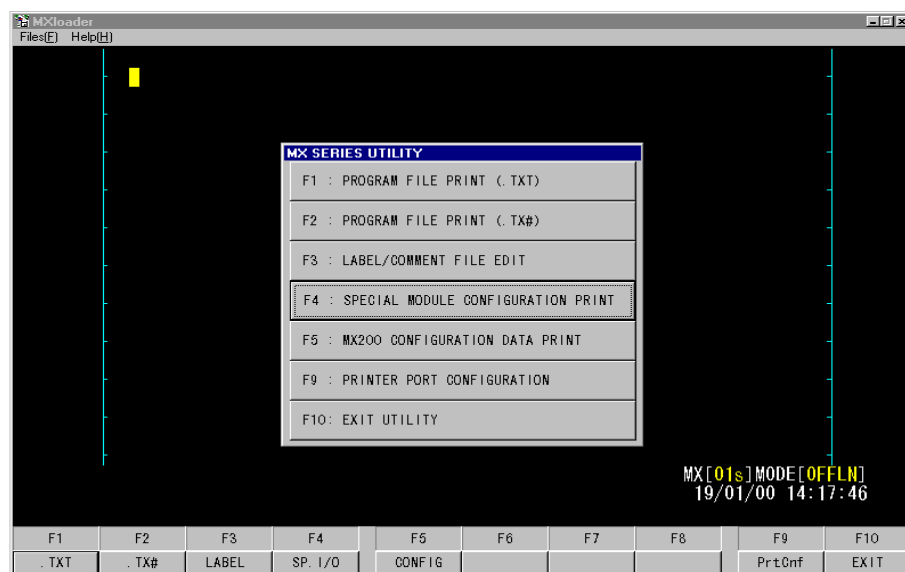 MXloader
Files(F) Help(H)
MX SERIES UTILITY
F1 : PROGRAM FILE PRINT (.TXT)
F2 : PROGRAM FILE PRINT (.TX#)
F3 : LABEL/COMMENT FILE EDIT
F4 : SPECIAL MODULE CONFIGURATION PRINT
F5 : MX200 CONFIGURATION DATA PRINT
F9 : PRINTER PORT CONFIGURATION
F10: EXIT UTILITY
MX[01s]MODE[OFFLN]
19/01/00 14:17:46
F1 F2 F3 F4 F5 F6 F7 F8 F9 F10
.TXT .TX# LABEL SP.I/O CONFIG PrtCnf EXIT